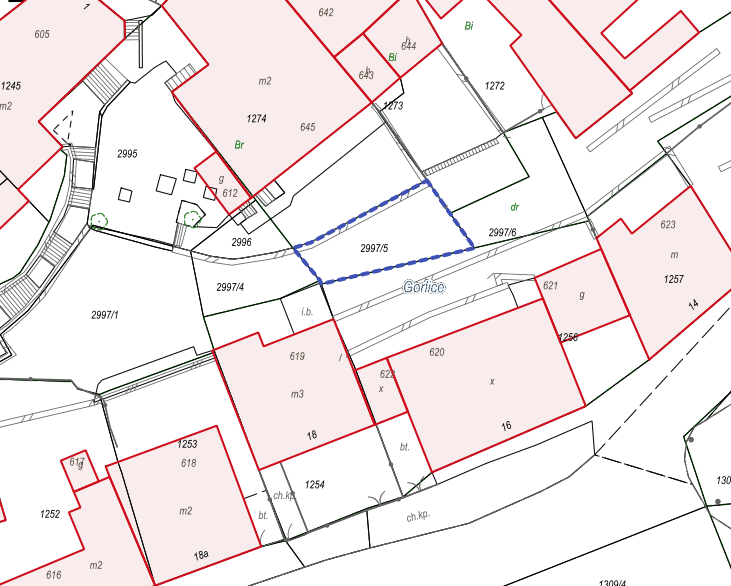 1
642
605
Bi
h
644
Bi
h
643
m2
1245
m2
1272
1273
1274
645
2995
Br
g
612
dr
2996
2997/5
2997/6
623
m
1257
14
2997/4
Gorlice
621
g
2997/1
i.b.
1256
619
620
622
x
x
m3
18
16
1253
bt.
618
617
g
1254
ch.kp.
m2
bt.
ch.kp.
1252
18a
m2
616
130
1309/4